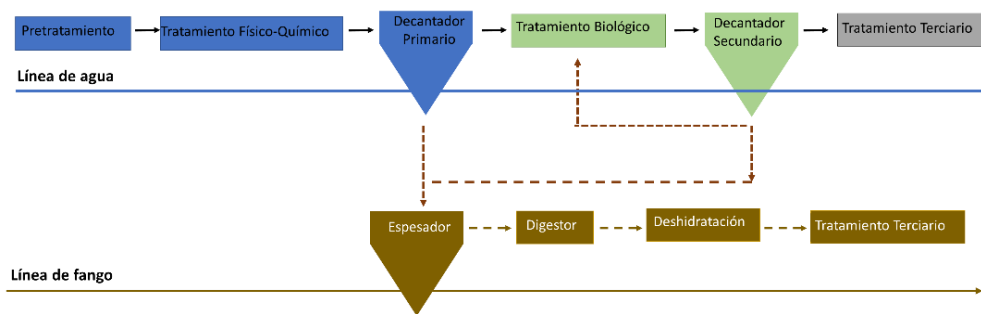 Pretratamiento
Tratamiento Físico-Químico
Decantador
Primario
Tratamiento Biológico
Decantador
Secundario
Tratamiento Terciario
Línea de agua
Espesador
Digestor
Deshidratación
Tratamiento Terciario
Línea de fango